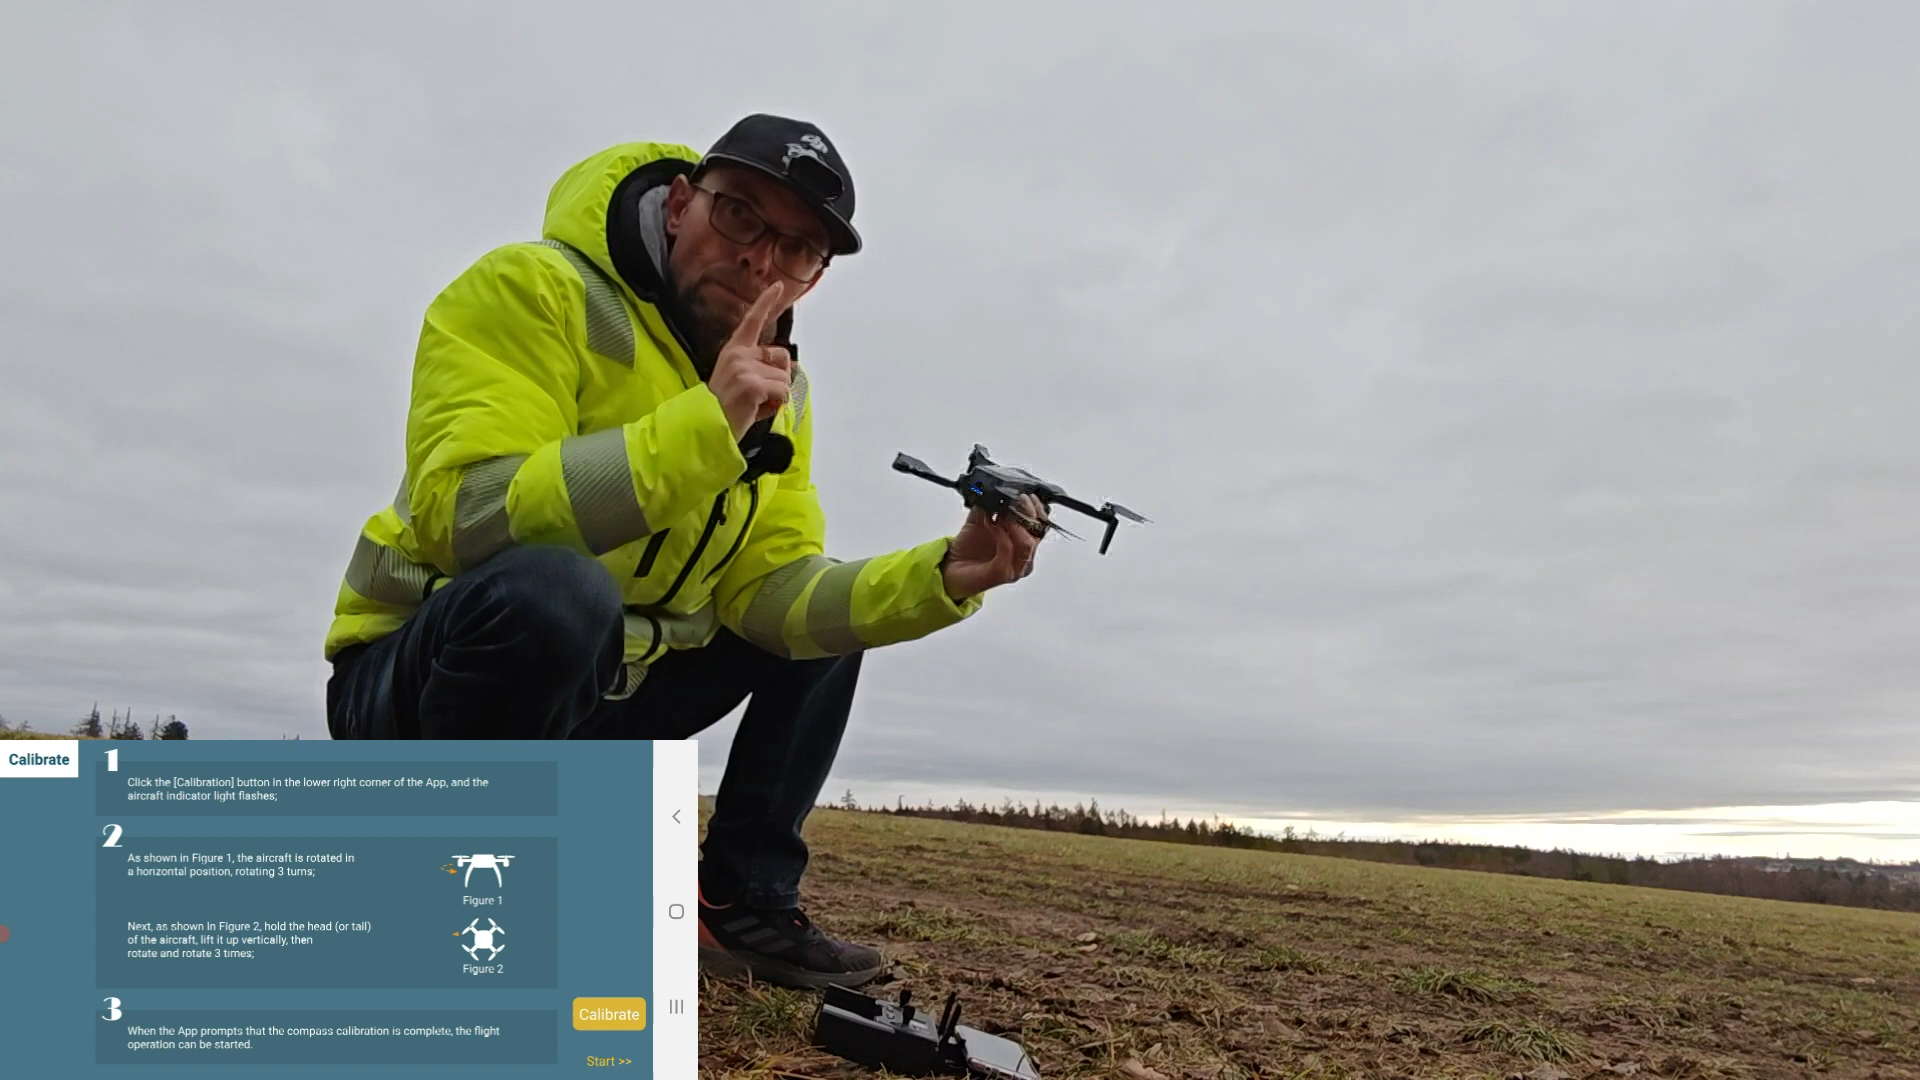 Calibrate
1
Click the [Calibration] button in the lower right corner of the App, and the
aircraft indicator light flashes;
2
As shown in Figure 1, the aircraft is rotated in
a horizontal position, rotating 3 turns;
Figure 1
Next, as shown in Figure 2, hold the head (or tall)
of the aircraft, lift it up vertically, then
rotate and rotate 3 times;
Figure 2
3
When the App prompts that the compass calibration is complete, the flight
operation can be started.
Calibrate
Start >>